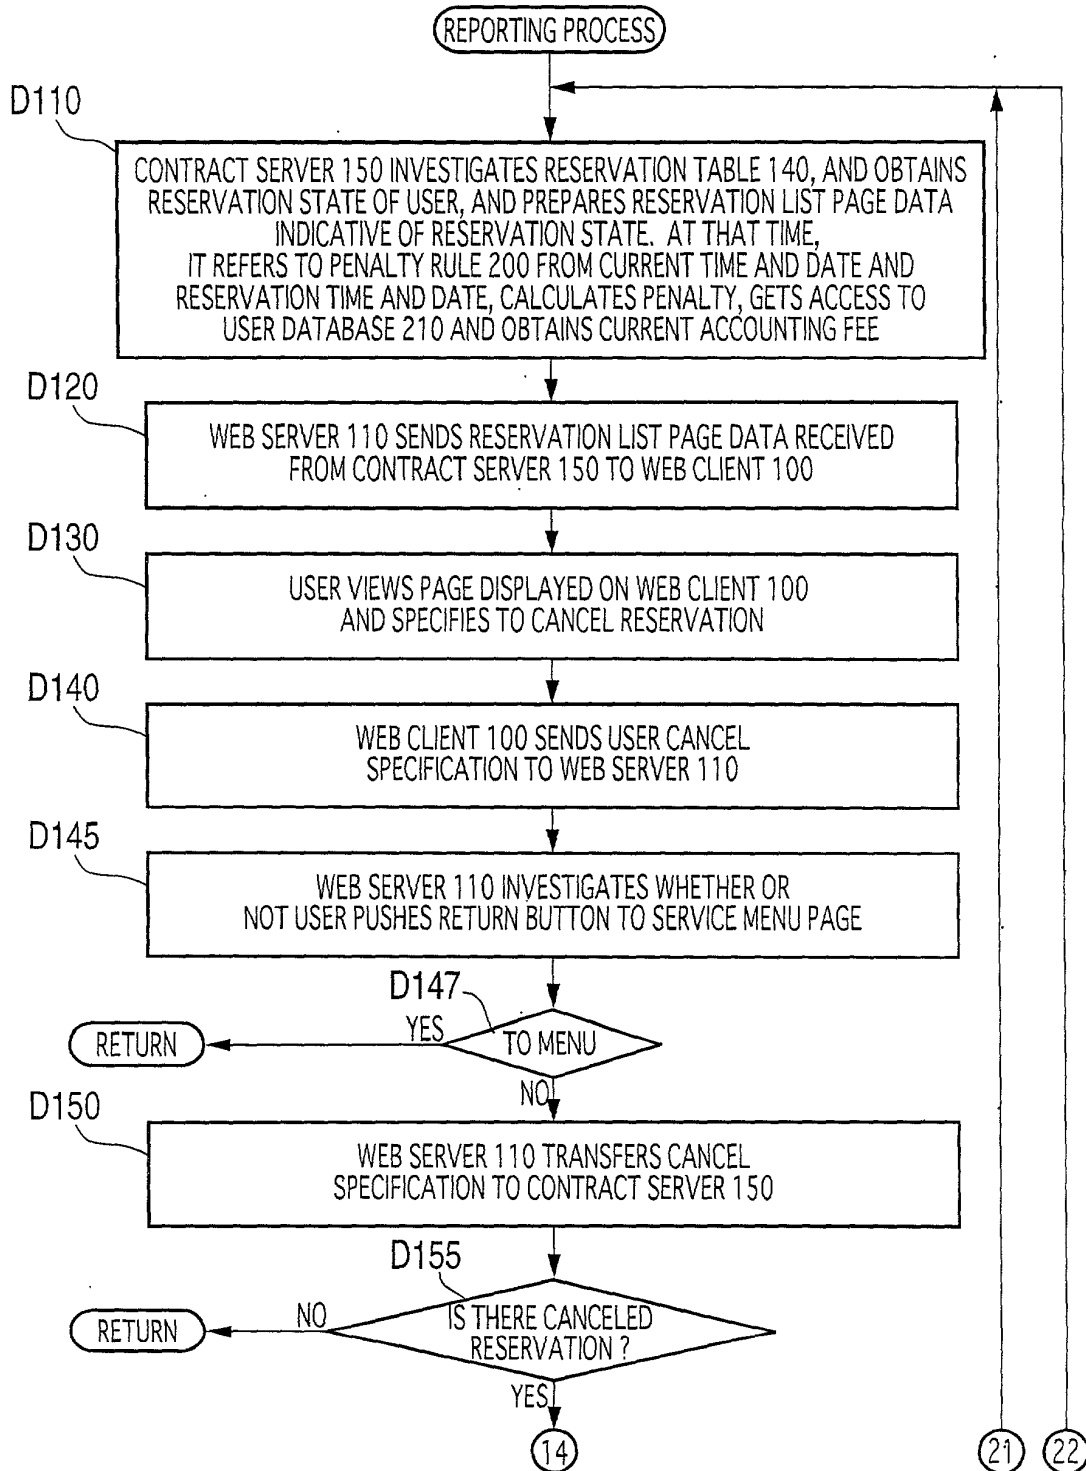 REPORTING PROCESS
D110
CONTRACT SERVER 150 INVESTIGATES RESERVATION TABLE 140, AND OBTAINS
RESERVATION STATE OF USER, AND PREPARES RESERVATION LIST PAGE DATA
INDICATIVE OF RESERVATION STATE. AT THAT TIME,
IT REFERS TO PENALTY RULE 200 FROM CURRENT TIME AND DATE AND
RESERVATION TIME AND DATE, CALCULATES PENALTY, GETS ACCESS TO
USER DATABASE 210 AND OBTAINS CURRENT ACCOUNTING FEE
D120
WEB SERVER 110 SENDS RESERVATION LIST PAGE DATA RECEIVED
FROM CONTRACT SERVER 150 TO WEB CLIENT 100
D130
USER VIEWS PAGE DISPLAYED ON WEB CLIENT 100
AND SPECIFIES TO CANCEL RESERVATION
D140
WEB CLIENT 100 SENDS USER CANCEL
SPECIFICATION TO WEB SERVER 110
D145
WEB SERVER 110 INVESTIGATES WHETHER OR
NOT USER PUSHES RETURN BUTTON TO SERVICE MENU PAGE
D147
YES
RETURN
TO MENU
NO
D150
WEB SERVER 110 TRANSFERS CANCEL
SPECIFICATION TO CONTRACT SERVER 150
D155
NO
RETURN
IS THERE CANCELED
RESERVATION ?
YES
14
21
22